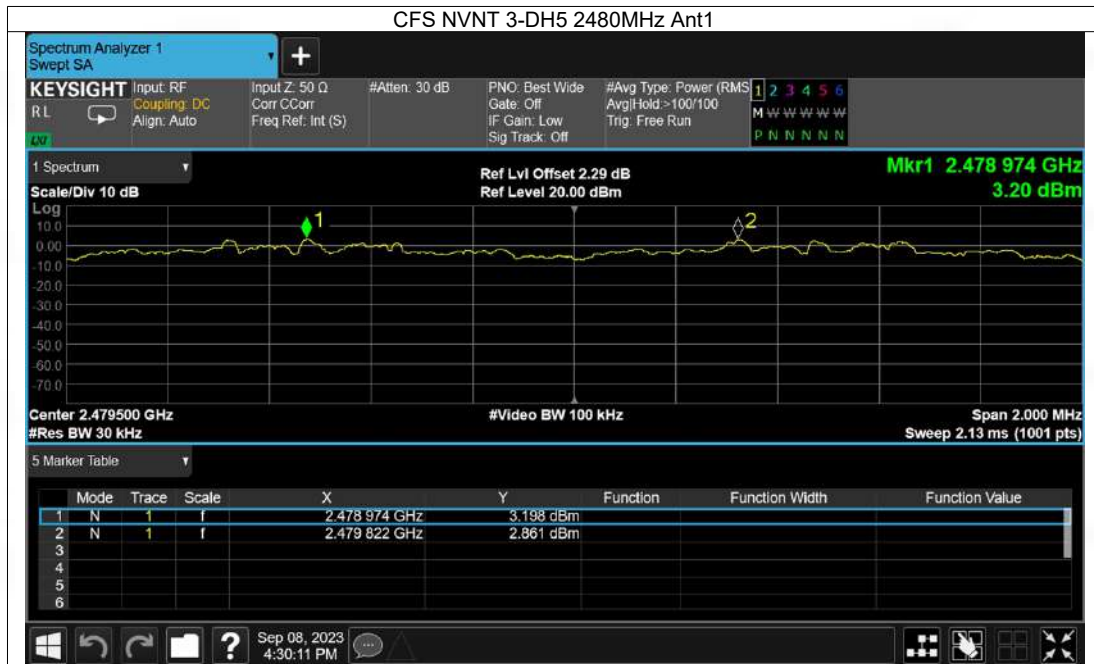 CFS NVNT 3-DH5 2480MHz Ant1
Spectrum Analyzer 1
Swept SA
+
KEYSIGHT
RL
LXI
Input: RF
Coupling: DC
Align: Auto
Input Z: 50 Ω
Corr CCorr
Freq Ref: Int (S)
#Atten: 30 dB
PNO: Best Wide
Gate: Off
IF Gain: Low
Sig Track: Off
#Avg Type: Power (RMS
Avg|Hold:>100/100
Trig: Free Run
1 2 3 4 5 6
M W W W W W
P N N N N N
1 Spectrum
Scale/Div 10 dB
Ref Lvl Offset 2.29 dB
Ref Level 20.00 dBm
Mkr1 2.478 974 GHz
3.20 dBm
Log
10.0
0.00
-10.0
-20.0
-30.0
-40.0
-50.0
-60.0
-70.0
1
2
Center 2.479500 GHz
#Video BW 100 kHz
Span 2.000 MHz
#Res BW 30 kHz
Sweep 2.13 ms (1001 pts)
5 Marker Table
Mode Trace Scale X Y Function Function Width Function Value
1 N 1 f 2.478 974 GHz 3.198 dBm
2 N 1 f 2.479 822 GHz 2.861 dBm
3
4
5
6
?
Sep 08, 2023
4:30:11 PM